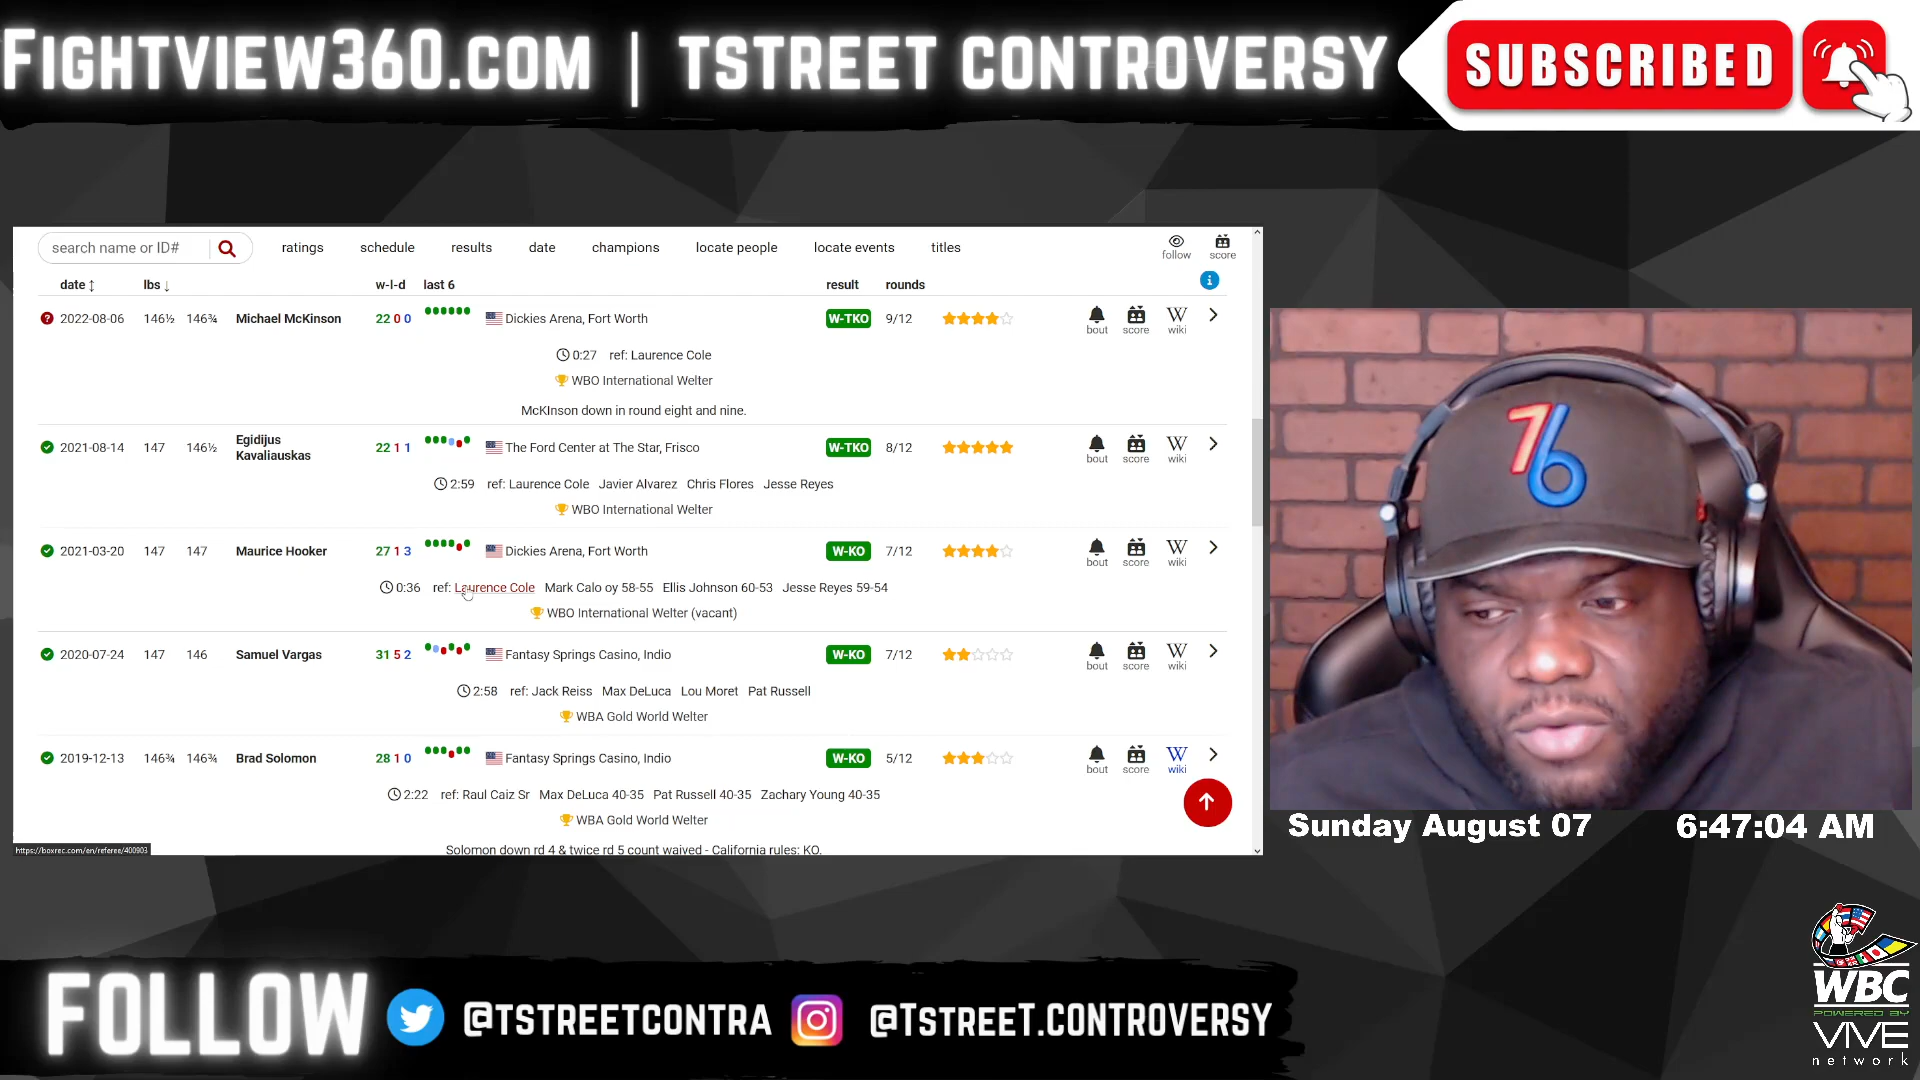 FIGHTVIEW360.COM | TSTREET CONTROVERSY
SUBSCRIBED
search name or ID# ratings schedule results date champions locate people locate events titles follow score
date lbs w-l-d last 6 result rounds
2022-08-06 146½ 146¾ Michael McKinson 22 0 0 Dickies Arena, Fort Worth W-TKO 9/12 bout score wiki
0:27 ref: Laurence Cole
WBO International Welter
McKInson down in round eight and nine.
2021-08-14 147 146½ Egidijus Kavaliauskas 22 1 1 The Ford Center at The Star, Frisco W-TKO 8/12 bout score wiki
2:59 ref: Laurence Cole Javier Alvarez Chris Flores Jesse Reyes
WBO International Welter
2021-03-20 147 147 Maurice Hooker 27 1 3 Dickies Arena, Fort Worth W-KO 7/12 bout score wiki
0:36 ref: Laurence Cole Mark Calo oy 58-55 Ellis Johnson 60-53 Jesse Reyes 59-54
WBO International Welter (vacant)
2020-07-24 147 146 Samuel Vargas 31 5 2 Fantasy Springs Casino, Indio W-KO 7/12 bout score wiki
2:58 ref: Jack Reiss Max DeLuca Lou Moret Pat Russell
WBA Gold World Welter
2019-12-13 146¾ 146¾ Brad Solomon 28 1 0 Fantasy Springs Casino, Indio W-KO 5/12 bout score wiki
2:22 ref: Raul Caiz Sr Max DeLuca 40-35 Pat Russell 40-35 Zachary Young 40-35
WBA Gold World Welter
Solomon down rd 4 & twice rd 5 count waived - California rules: KO.
https://boxrec.com/en/referee/400903
76
Sunday August 07 6:47:04 AM
FOLLOW @TSTREETCONTRA @TSTREET.CONTROVERSY
WBC
POWERED BY
VIVE
network